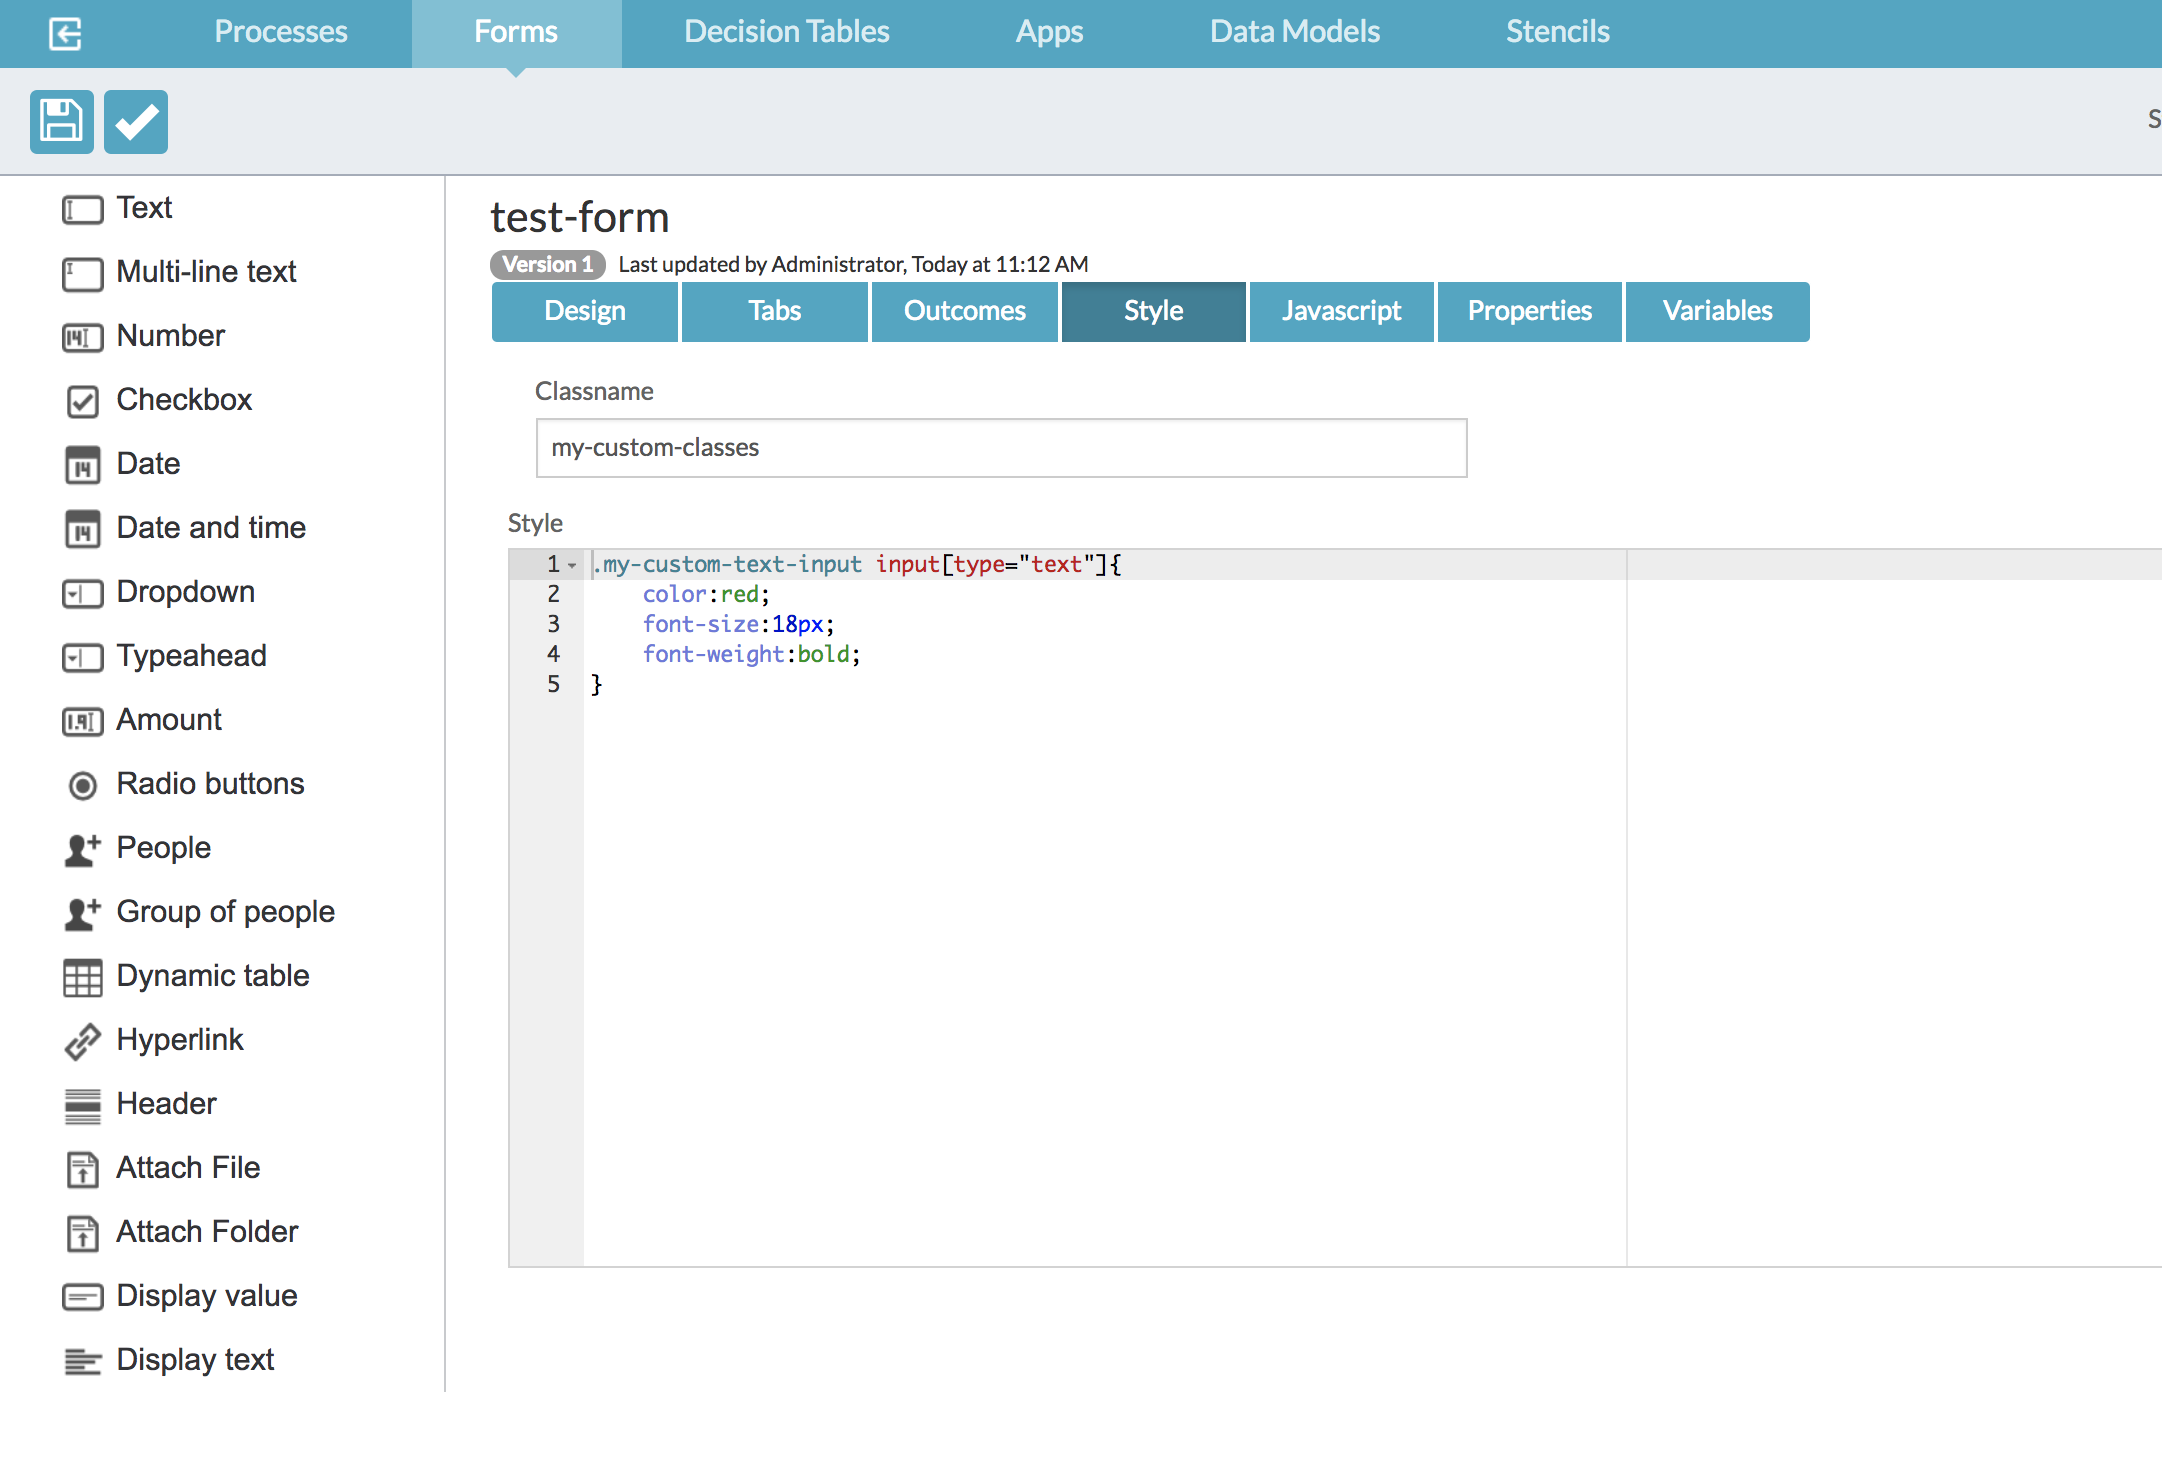 Processes Forms Decision Tables Apps Data Models Stencils
S
Text
Multi-line text
Number
Checkbox
Date
Date and time
Dropdown
Typeahead
Amount
Radio buttons
People
Group of people
Dynamic table
Hyperlink
Header
Attach File
Attach Folder
Display value
Display text
test-form
Version 1 Last updated by Administrator, Today at 11:12 AM
Design Tabs Outcomes Style Javascript Properties Variables
Classname
my-custom-classes
Style
1 .my-custom-text-input input[type="text"]{
2 color:red;
3 font-size:18px;
4 font-weight:bold;
5 }